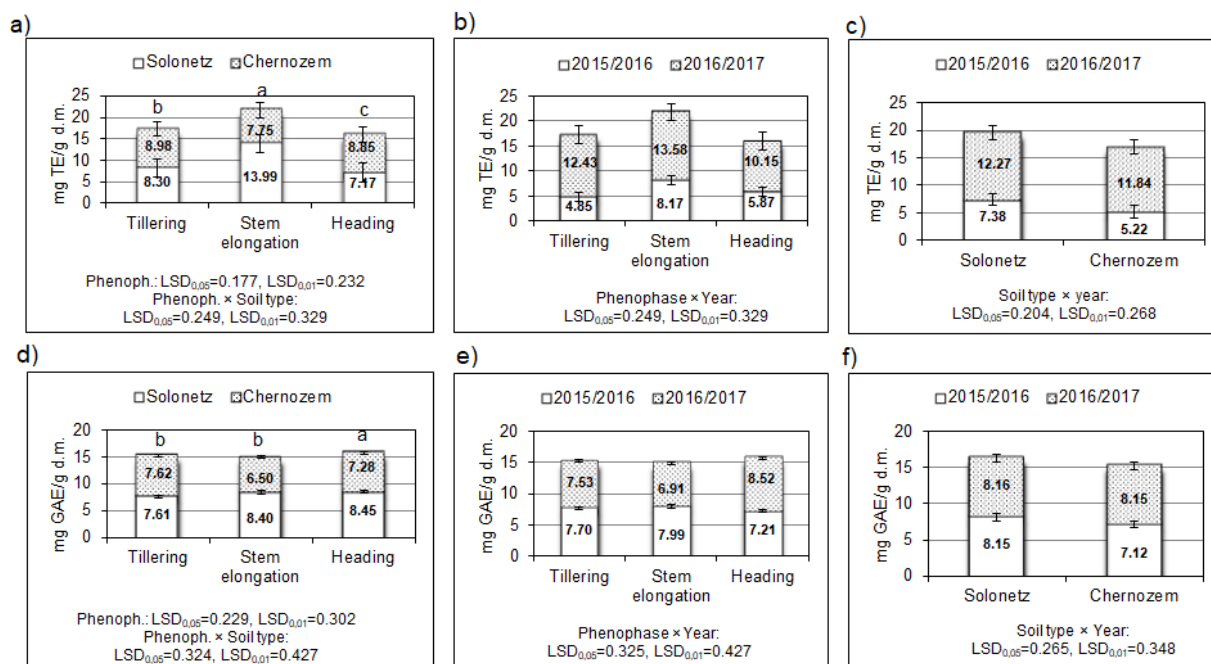 a)
□Solonetz ▨Chernozem
mg TE/g d.m.
25
20
15
10
5
0
b
a
c
8.98
7.75
8.85
8.30
13.99
7.17
Tillering
Stem
elongation
Heading
Phenoph.: LSD0,05=0.177, LSD0,01=0.232
Phenoph. × Soil type:
LSD0,05=0.249, LSD0,01=0.329
b)
□2015/2016 ▨2016/2017
mg TE/g d.m.
25
20
15
10
5
0
12.43
13.58
10.15
4.85
8.17
5.87
Tillering
Stem
elongation
Heading
Phenophase × Year:
LSD0,05=0.249, LSD0,01=0.329
c)
□2015/2016 ▨2016/2017
mg TE/g d.m.
25
20
15
10
5
0
12.27
11.84
7.38
5.22
Solonetz
Chernozem
Soil type × year:
LSD0,05=0.204, LSD0,01=0.268
d)
□Solonetz ▨Chernozem
mg GAE/g d.m.
20
15
10
5
0
b
b
a
7.62
6.50
7.28
7.61
8.40
8.45
Tillering
Stem
elongation
Heading
Phenoph.: LSD0,05=0.229, LSD0,01=0.302
Phenoph. × Soil type:
LSD0,05=0.324, LSD0,01=0.427
e)
□2015/2016 ▨2016/2017
mg GAE/g d.m.
20
15
10
5
0
7.53
6.91
8.52
7.70
7.99
7.21
Tillering
Stem
elongation
Heading
Phenophase × Year:
LSD0,05=0.325, LSD0,01=0.427
f)
□2015/2016 ▨2016/2017
mg GAE/g d.m.
20
15
10
5
0
8.16
8.15
8.15
7.12
Solonetz
Chernozem
Soil type × Year:
LSD0,05=0.265, LSD0,01=0.348